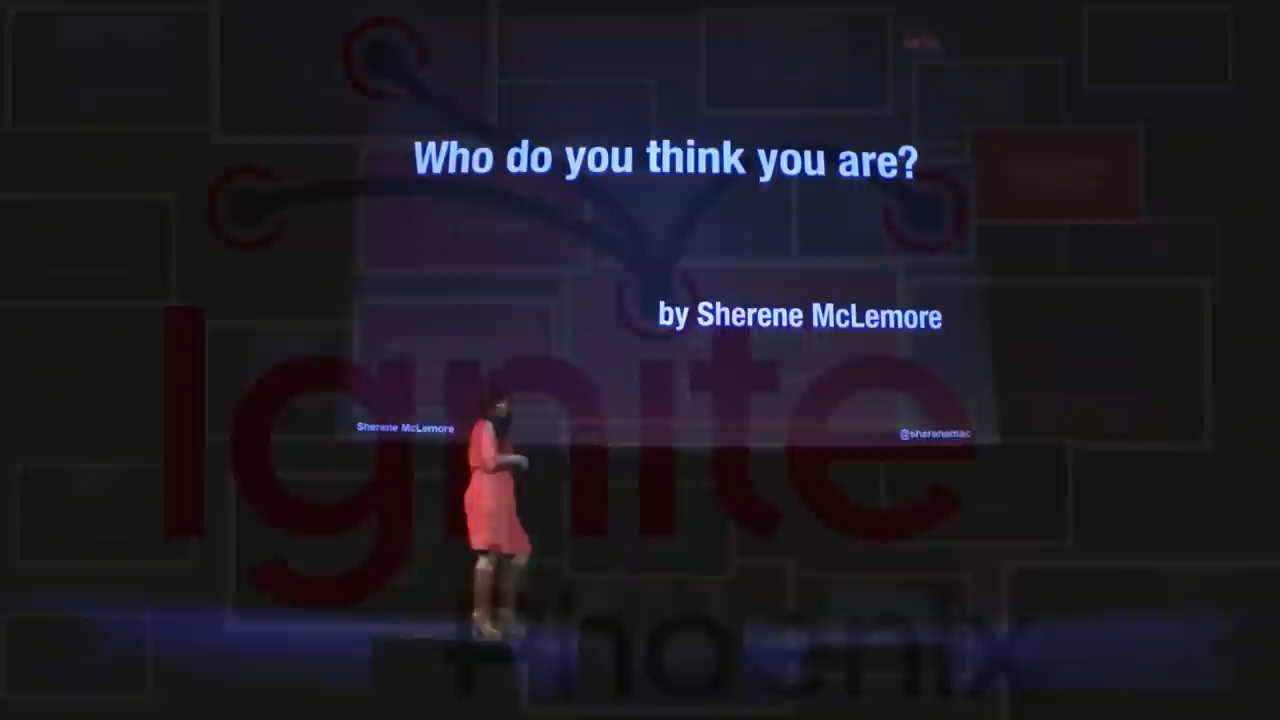 Who do you think you are?
by Sherene McLemore
Ignite
Sherene McLemore
@sherenemac
Phoenix